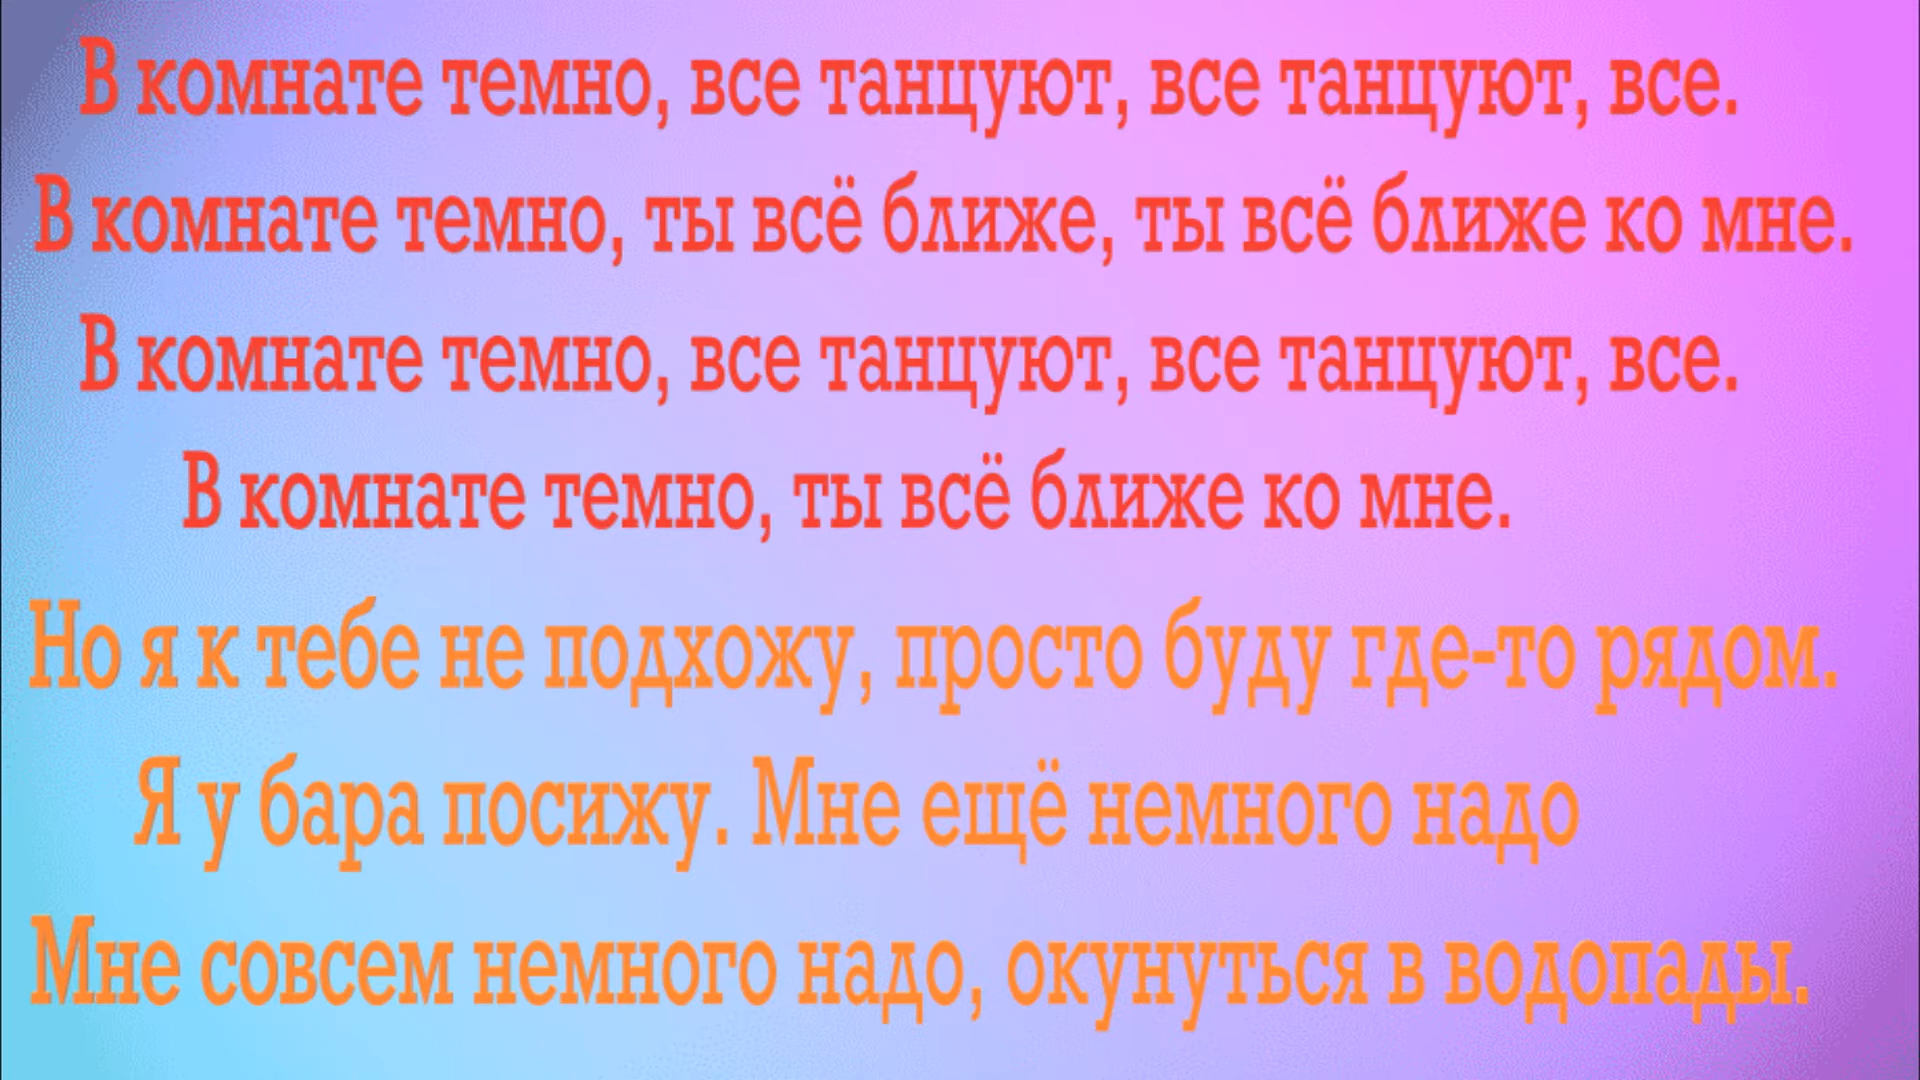 В комнате темно, все танцуют, все танцуют, все.
В комнате темно, ты всё ближе, ты всё ближе ко мне.
В комнате темно, все танцуют, все танцуют, все.
В комнате темно, ты всё ближе ко мне.
Но я к тебе не подхожу, просто буду где-то рядом.
Я у бара посижу. Мне ещё немного надо
Мне совсем немного надо, окунуться в водопады.